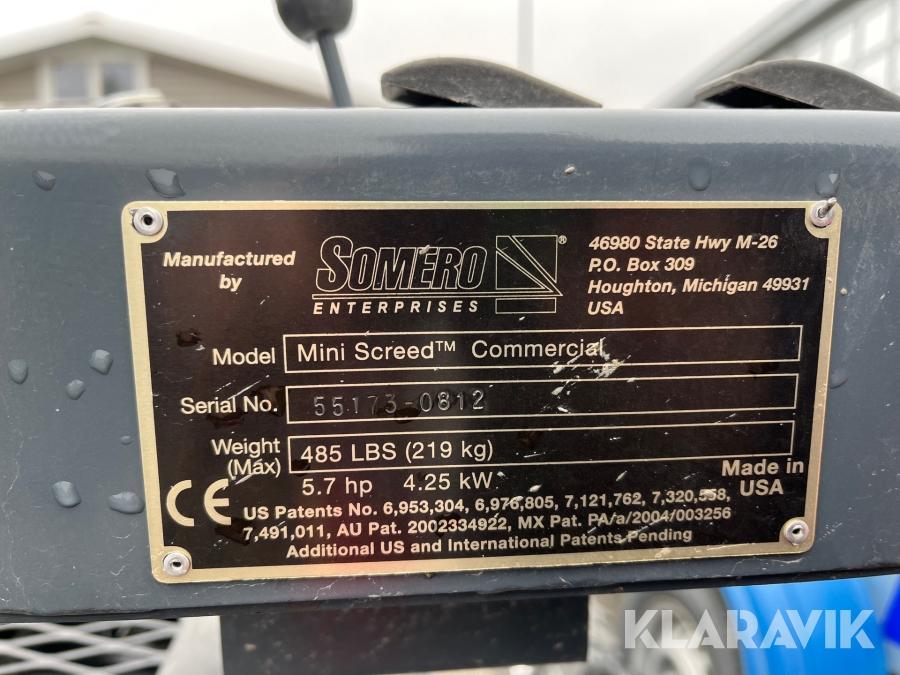 Manufactured
by
SOMERO®
ENTERPRISES
46980 State Hwy M-26
P.O. Box 309
Houghton, Michigan 49931
USA
Model Mini Screed™ Commercial
Serial No. 55173-0812
Weight
(Max) 485 LBS (219 kg)
5.7 hp 4.25 kW
Made in
USA
CE
US Patents No. 6,953,304, 6,976,805, 7,121,762, 7,320,558,
7,491,011, AU Pat. 2002334922, MX Pat. PA/a/2004/003256
Additional US and International Patents Pending
KLARAVIK